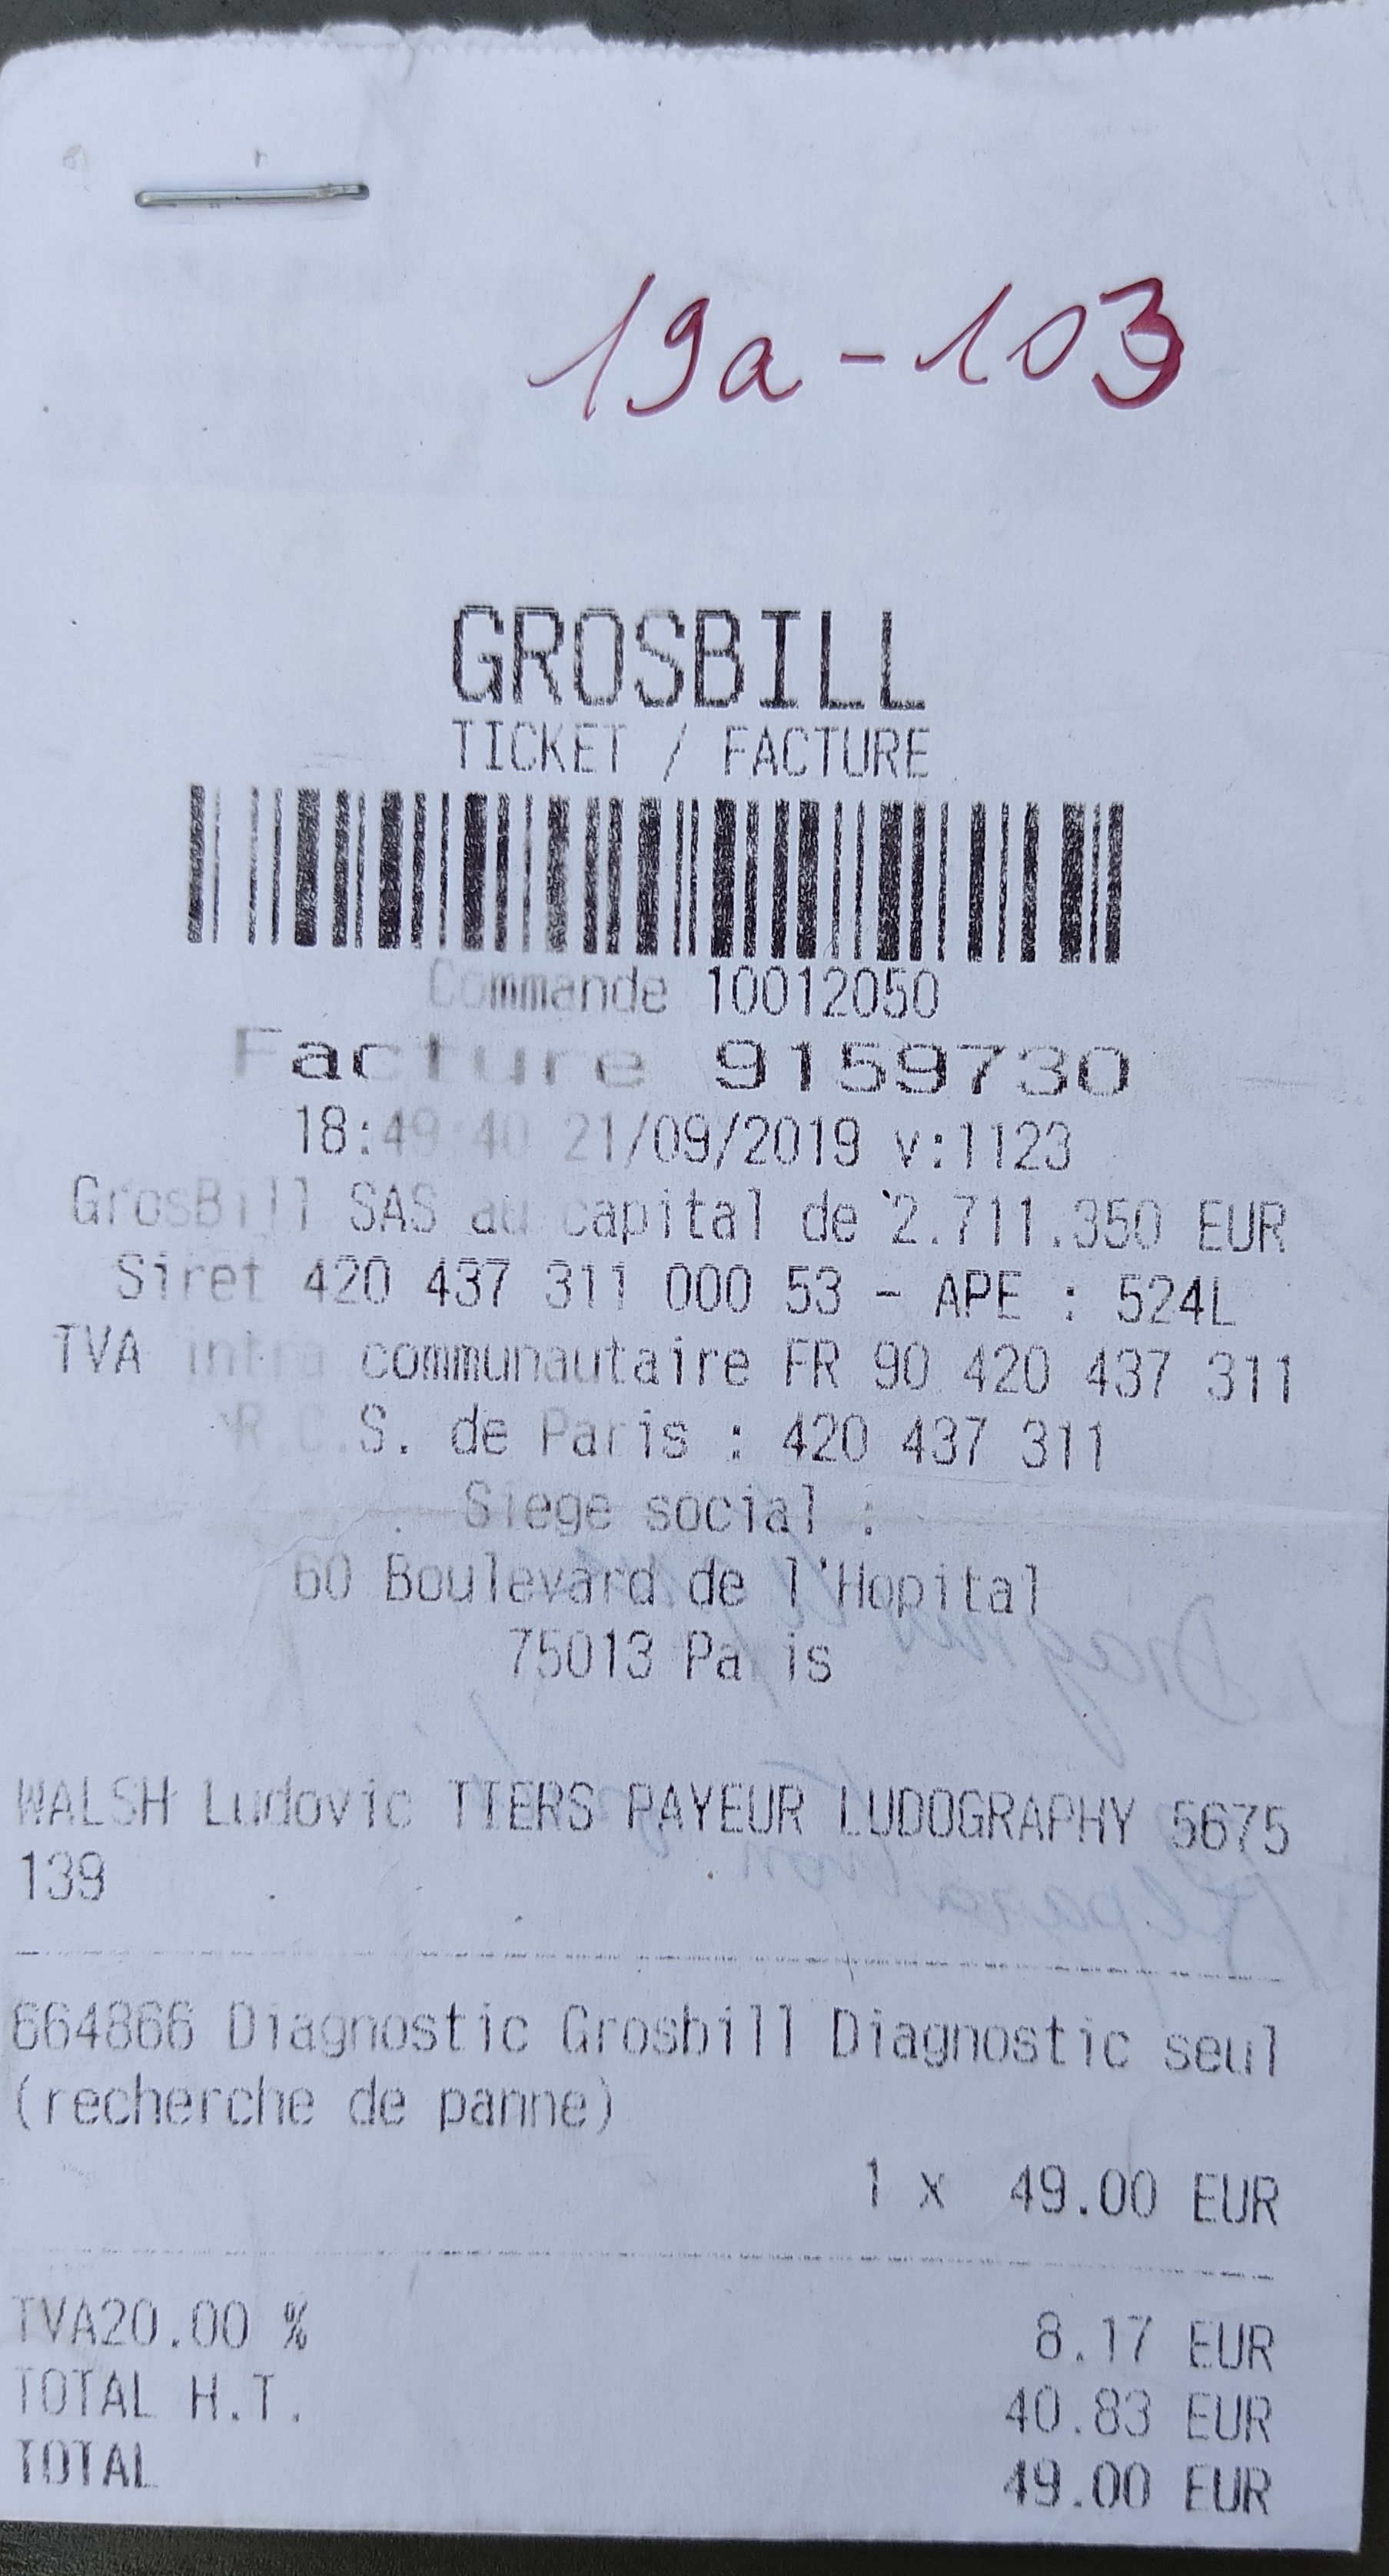 19a-103
GROSBILL
TICKET / FACTURE
Commande 10012050
Facture 9159730
18:49:40 21/09/2019 v:1123
GrosBill SAS au capital de 2.711.350 EUR
Siret 420 437 311 000 53 - APE : 524L
TVA intra communautaire FR 90 420 437 311
R.C.S. de Paris : 420 437 311
Siege social :
60 Boulevard de l'Hopital
75013 Pa is
WALSH Ludovic TIERS PAYEUR LUDOGRAPHY 5675
139
664866 Diagnostic Grosbill Diagnostic seul
(recherche de panne)
1 x 49.00 EUR
TVA20.00 % 8.17 EUR
TOTAL H.T. 40.83 EUR
TOTAL 49.00 EUR